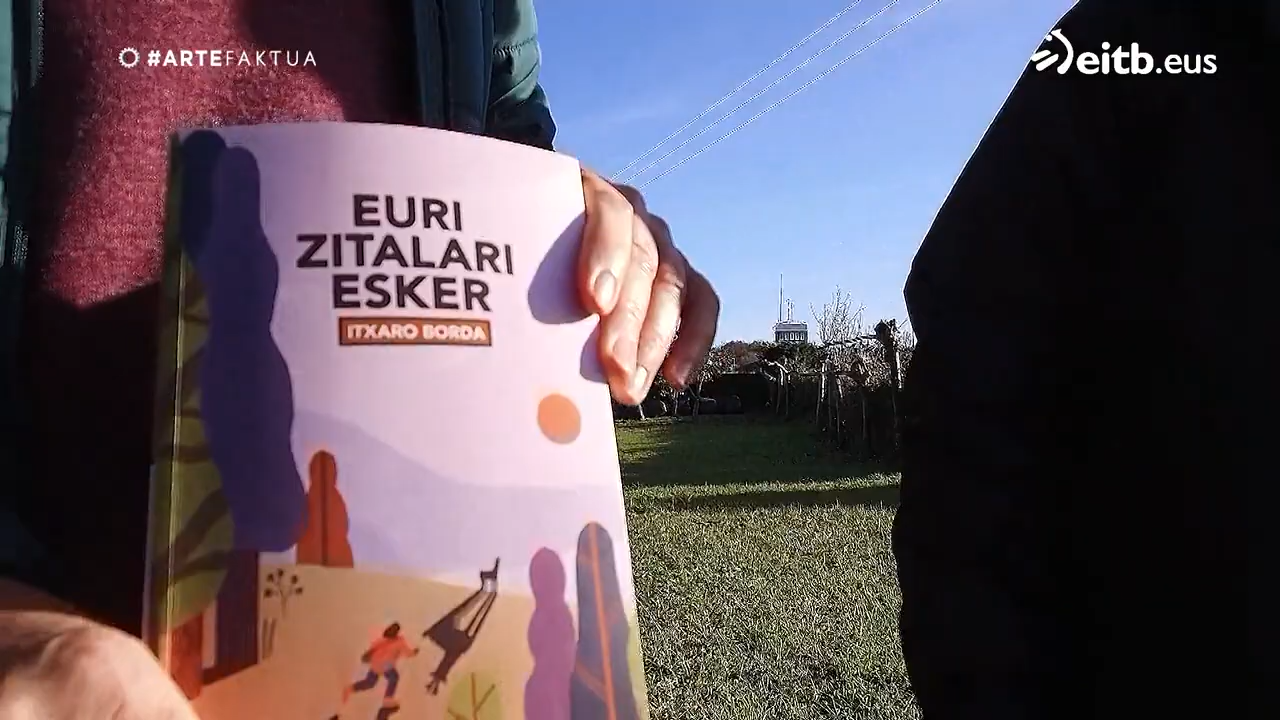 #ARTEFAKTUA
eitb.eus
EURI
ZITALARI
ESKER
ITXARO BORDA